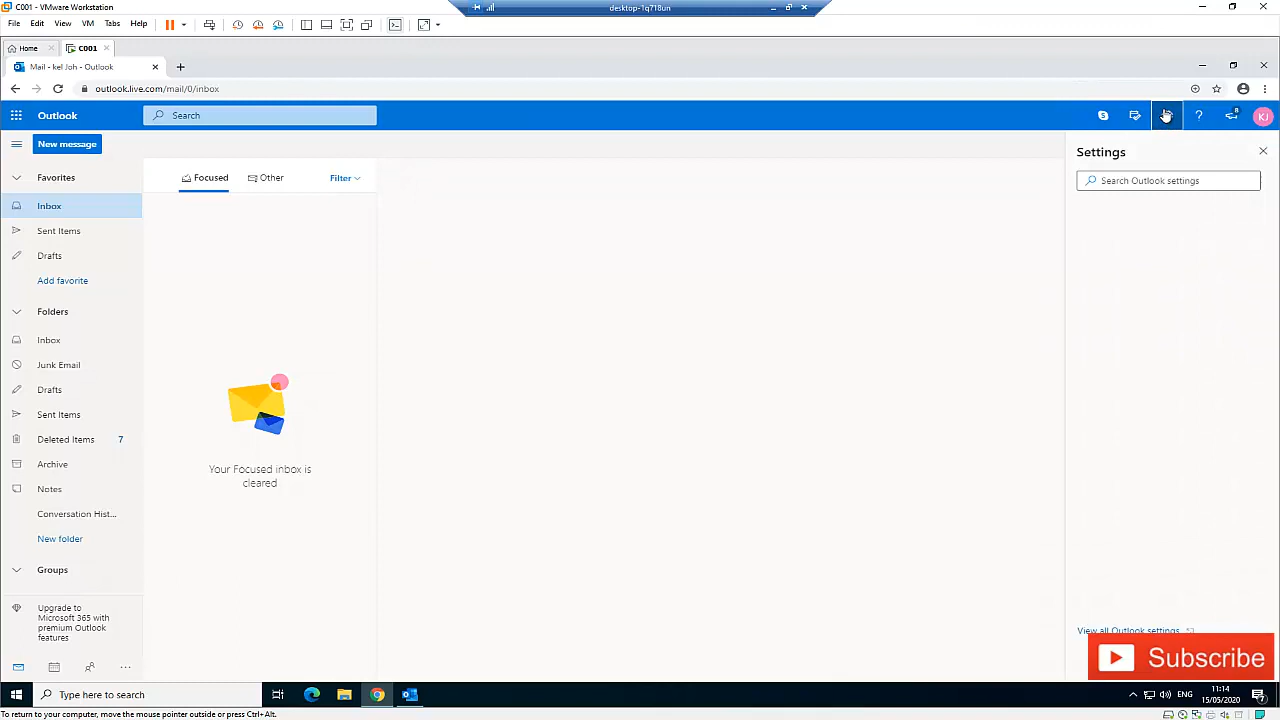 C001 - VMware Workstation
desktop-1q718un
File Edit View VM Tabs Help
Home C001
Mail - kel Joh - Outlook
outlook.live.com/mail/0/inbox
Outlook Search 8 KJ
New message
Settings
Search Outlook settings
Favorites
Focused Other Filter
Inbox
Sent Items
Drafts
Add favorite
Folders
Inbox
Junk Email
Drafts
Sent Items
Deleted Items 7
Archive
Notes
Conversation Hist...
New folder
Groups
Your Focused inbox is
cleared
Upgrade to
Microsoft 365 with
premium Outlook
features
View all Outlook settings
Subscribe
Type here to search
ENG
11:14
15/05/2020
7
To return to your computer, move the mouse pointer outside or press Ctrl+Alt.